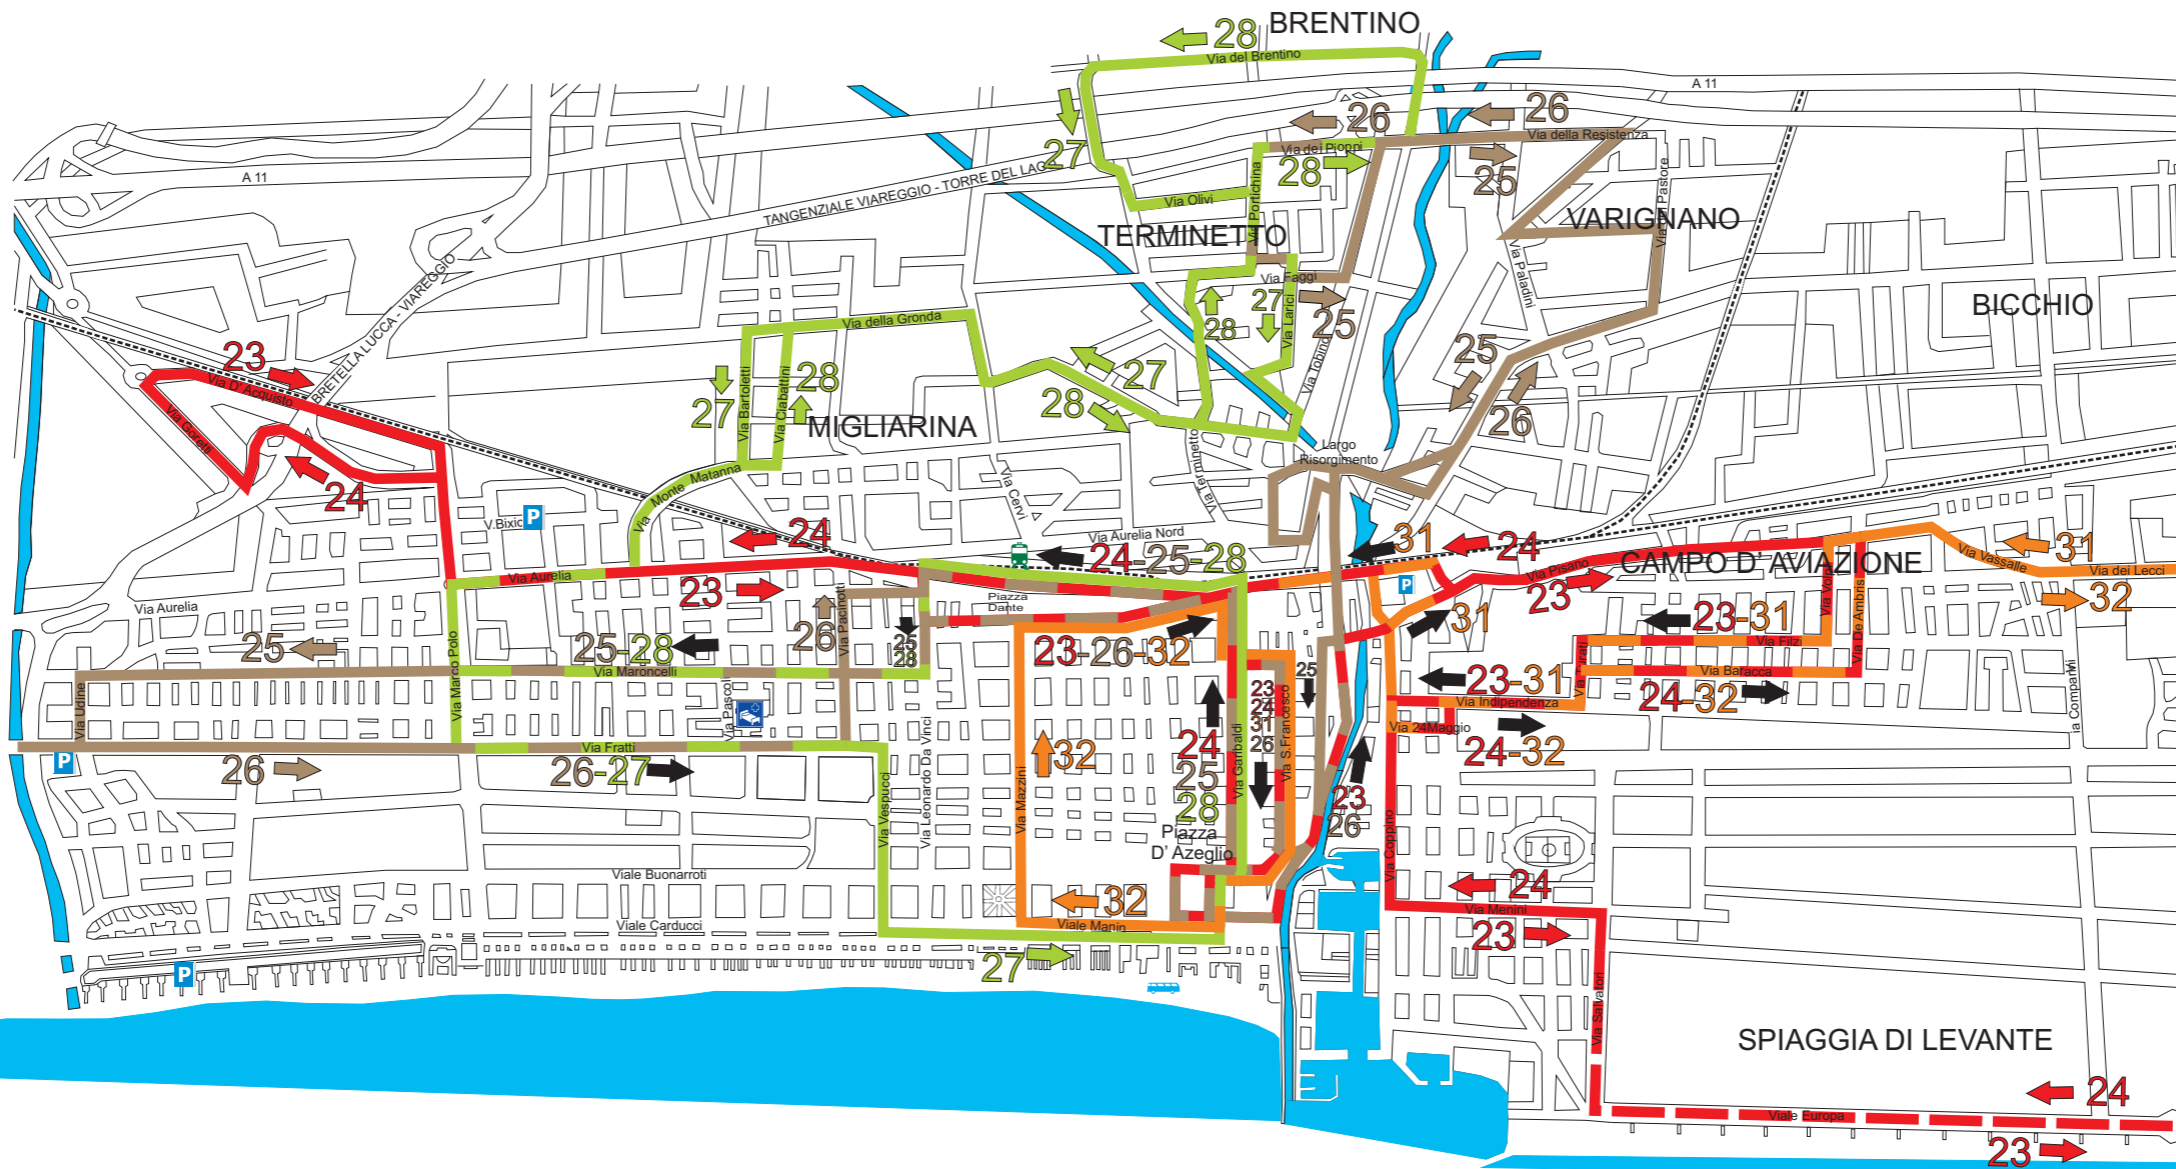 28
BRENTINO
Via del Brentino
A 11
26
26
Via della Resistenza
27
Via dei Pioppi
28
25
A 11
TANGENZIALE VIAREGGIO - TORRE DEL LAGO
Via Olivi
Via Portichina
Via del Pastore
VARIGNANO
TERMINETTO
Via Paladini
BRETELLA LUCCA - VIAREGGIO
Via Faggi
27
28
25
Via Larici
BICCHIO
Via della Gronda
23
Via D' Acquisto
Via Goretti
25
26
27
28
Via Tobino
28
27
Via Bartoletti
Via Ciabattini
MIGLIARINA
Largo
Risorgimento
Via Terminetto
Via Monte Matanna
Via Cervi
24
V.Bixio
P
24
Via Aurelia Nord
24-25-28
31
24
CAMPO D' AVIAZIONE
31
Via Vassalle
Via dei Lecci
Via Pisano
23
32
P
Via Aurelia
23
Via Aurelia
Piazza
Dante
Via Volpi
Via De Ambris
25
25-28
26
Via Pacinotti
25
28
23-26-32
31
23-31
Via Filzi
Via Maroncelli
25
Via Baracca
23-31
24-32
Via Udine
Via Marco Polo
Via Pascoli
Via Indipendenza
Via 24Maggio
24-32
23
24
31
26
Via Leonardo Da Vinci
Via Mazzini
Via Garibaldi
Via S.Francesco
P
Via Fratti
26
26-27
32
24
25
28
23
26
Via Vespucci
Piazza
D' Azeglio
Via Coppino
Viale Buonarroti
24
Via Menini
32
Viale Carducci
Viale Manin
23
27
P
Via Salvatori
SPIAGGIA DI LEVANTE
24
Viale Europa
23